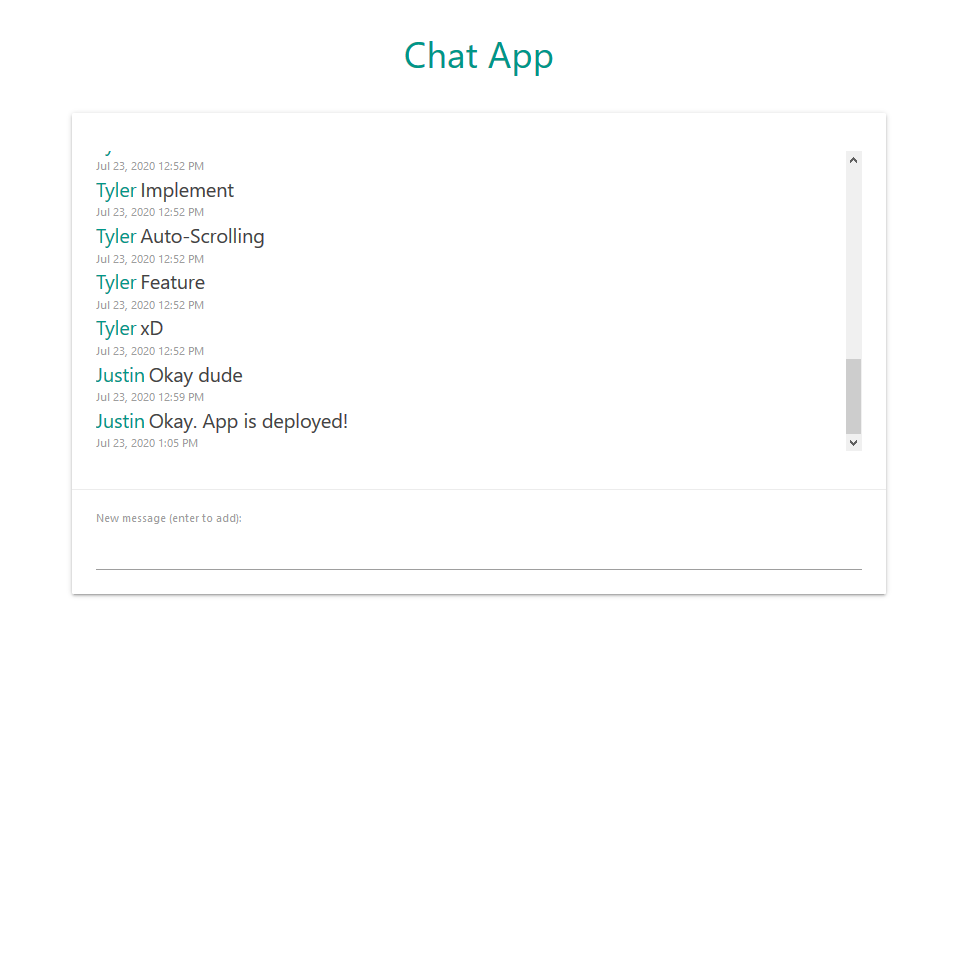 Chat App
Jul 23, 2020 12:52 PM
Tyler Implement
Jul 23, 2020 12:52 PM
Tyler Auto-Scrolling
Jul 23, 2020 12:52 PM
Tyler Feature
Jul 23, 2020 12:52 PM
Tyler xD
Jul 23, 2020 12:52 PM
Justin Okay dude
Jul 23, 2020 12:59 PM
Justin Okay. App is deployed!
Jul 23, 2020 1:05 PM
New message (enter to add):